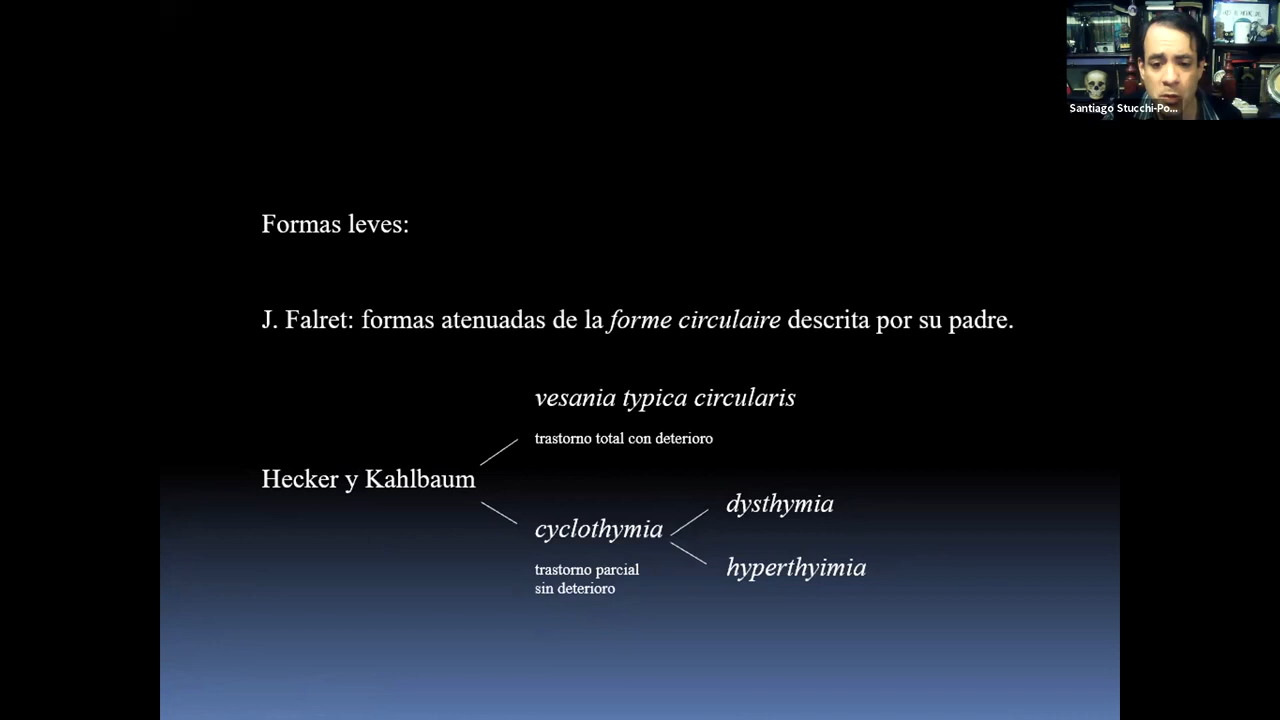 Santiago Stucchi-Po...
Formas leves:
J. Falret: formas atenuadas de la forme circulaire descrita por su padre.
vesania typica circularis
trastorno total con deterioro
Hecker y Kahlbaum
dysthymia
cyclothymia
hyperthyimia
trastorno parcial
sin deterioro